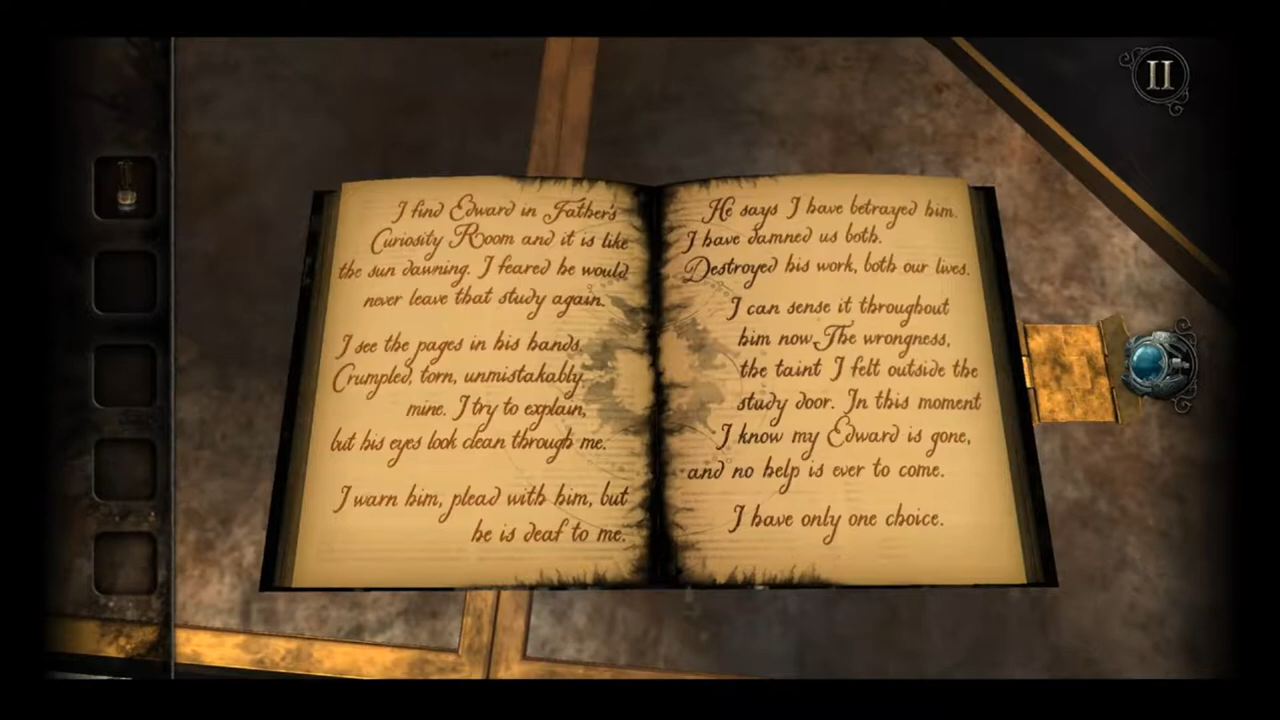 I find Edward in Father's
Curiosity Room and it is like
the sun dawning. I feared he would
never leave that study again.
I see the pages in his hands,
Crumpled, torn, unmistakably
mine. I try to explain,
but his eyes look clean through me.
I warn him, plead with him, but
he is deaf to me.
He says I have betrayed him.
I have damned us both.
Destroyed his work, both our lives.
I can sense it throughout
him now. The wrongness,
the taint I felt outside the
study door. In this moment
I know my Edward is gone,
and no help is ever to come.
I have only one choice.
II